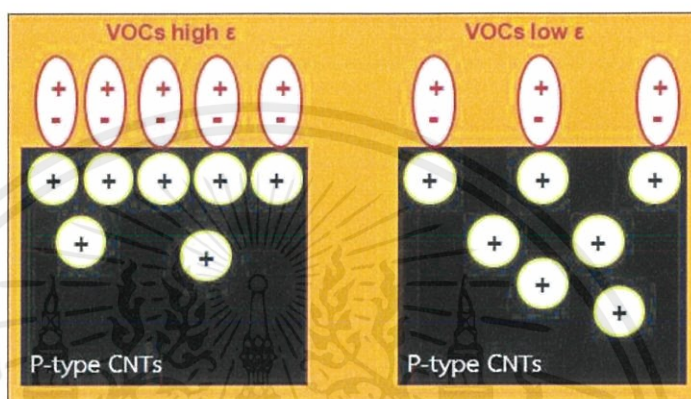 VOCs high ε
VOCs low ε
+ + + + +
- - - - -
+ + +
- - -
+ + + + +
+ +
+ + +
+ +
+
+
P-type CNTs
P-type CNTs